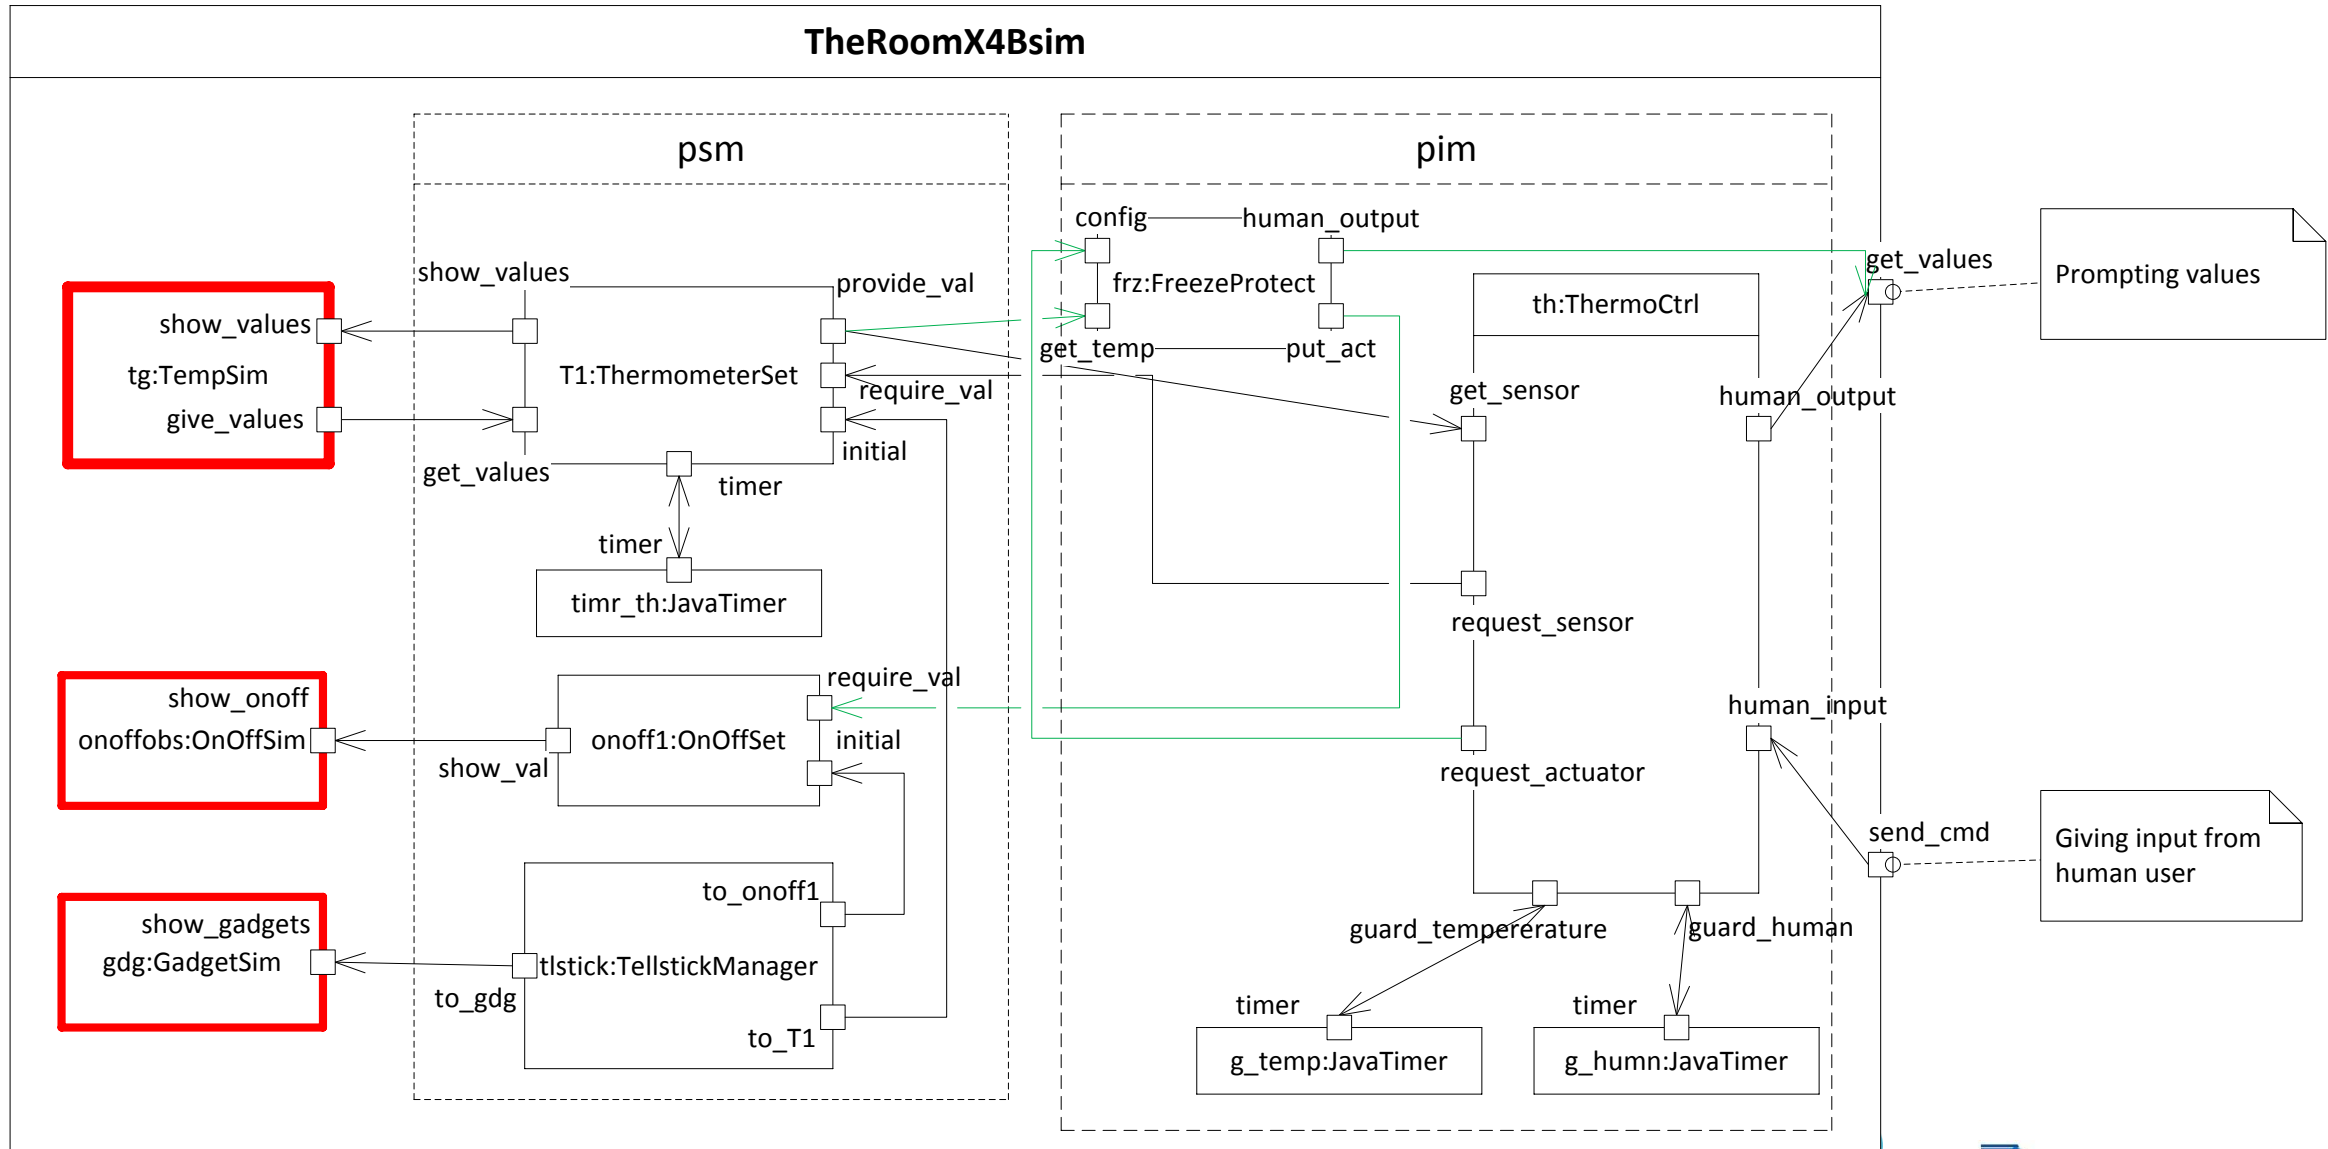 TheRoomX4Bsim
psm
pim
config
human_output
show_values
provide_val
frz:FreezeProtect
get_values
Prompting values
show_values
th:ThermoCtrl
get_temp
put_act
tg:TempSim
T1:ThermometerSet
require_val
get_sensor
human_output
give_values
initial
get_values
timer
timer
timr_th:JavaTimer
request_sensor
require_val
show_onoff
human_input
onoffobs:OnOffSim
onoff1:OnOffSet
initial
show_val
request_actuator
send_cmd
Giving input from
human user
to_onoff1
show_gadgets
guard_tempererature
guard_human
gdg:GadgetSim
tlstick:TellstickManager
to_gdg
timer
timer
to_T1
g_temp:JavaTimer
g_humn:JavaTimer